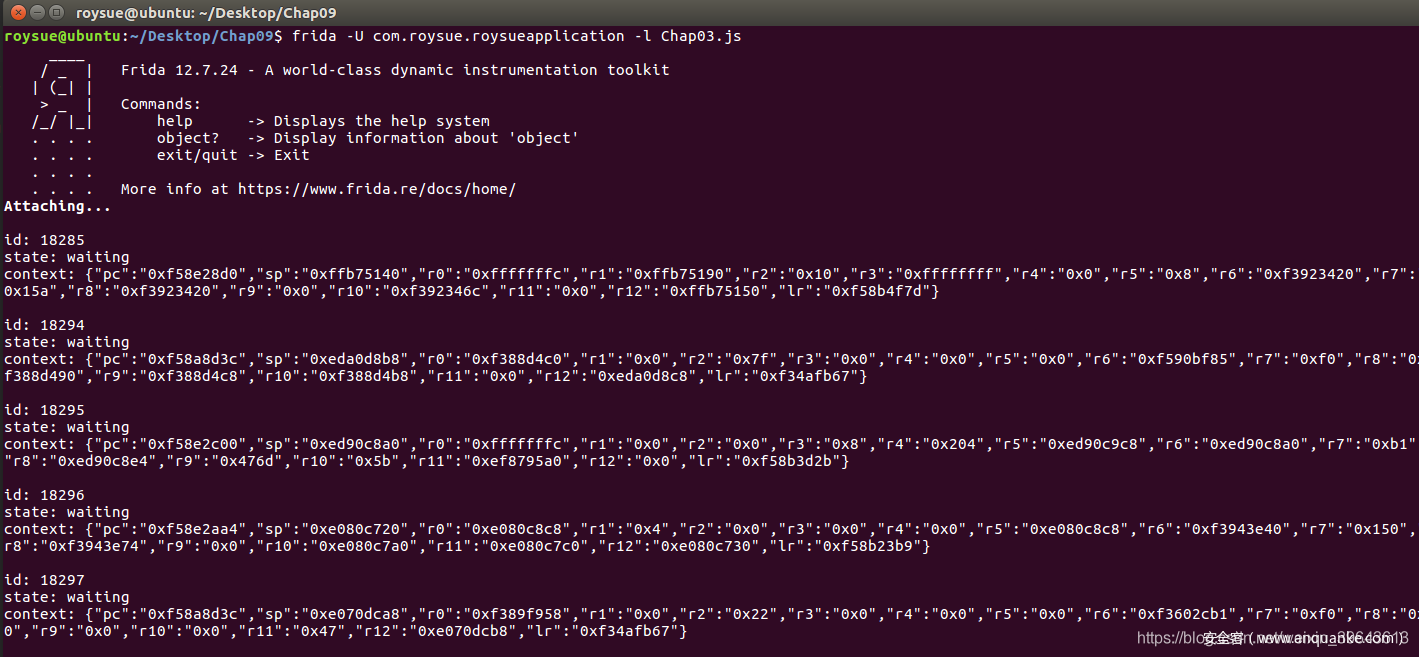 roysue@ubuntu: ~/Desktop/Chap09
roysue@ubuntu:~/Desktop/Chap09$ frida -U com.roysue.roysueapplication -l Chap03.js
     ____
    / _  |   Frida 12.7.24 - A world-class dynamic instrumentation toolkit
   | (_| |
    > _  |   Commands:
   /_/ |_|       help      -> Displays the help system
   . . . .       object?   -> Display information about 'object'
   . . . .       exit/quit -> Exit
   . . . .
   . . . .   More info at https://www.frida.re/docs/home/
Attaching...
id: 18285
state: waiting
context: {"pc":"0xf58e28d0","sp":"0xffb75140","r0":"0xfffffffc","r1":"0xffb75190","r2":"0x10","r3":"0xffffffff","r4":"0x0","r5":"0x8","r6":"0xf3923420","r7":"
0x15a","r8":"0xf3923420","r9":"0x0","r10":"0xf392346c","r11":"0x0","r12":"0xffb75150","lr":"0xf58b4f7d"}
id: 18294
state: waiting
context: {"pc":"0xf58a8d3c","sp":"0xeda0d8b8","r0":"0xf388d4c0","r1":"0x0","r2":"0x7f","r3":"0x0","r4":"0x0","r5":"0x0","r6":"0xf590bf85","r7":"0xf0","r8":"0x
f388d490","r9":"0xf388d4c8","r10":"0xf388d4b8","r11":"0x0","r12":"0xeda0d8c8","lr":"0xf34afb67"}
id: 18295
state: waiting
context: {"pc":"0xf58e2c00","sp":"0xed90c8a0","r0":"0xfffffffc","r1":"0x0","r2":"0x0","r3":"0x8","r4":"0x204","r5":"0xed90c9c8","r6":"0xed90c8a0","r7":"0xb1",
"r8":"0xed90c8e4","r9":"0x476d","r10":"0x5b","r11":"0xef8795a0","r12":"0x0","lr":"0xf58b3d2b"}
id: 18296
state: waiting
context: {"pc":"0xf58e2aa4","sp":"0xe080c720","r0":"0xe080c8c8","r1":"0x4","r2":"0x0","r3":"0x0","r4":"0x0","r5":"0xe080c8c8","r6":"0xf3943e40","r7":"0x150","
r8":"0xf3943e74","r9":"0x0","r10":"0xe080c7a0","r11":"0xe080c7c0","r12":"0xe080c730","lr":"0xf58b23b9"}
id: 18297
state: waiting
context: {"pc":"0xf58a8d3c","sp":"0xe070dca8","r0":"0xf389f958","r1":"0x0","r2":"0x22","r3":"0x0","r4":"0x0","r5":"0x0","r6":"0xf3602cb1","r7":"0xf0","r8":"0x
0","r9":"0x0","r10":"0x0","r11":"0x47","r12":"0xe070dcb8","lr":"0xf34afb67"}
安全客 ( www.anquanke.com )